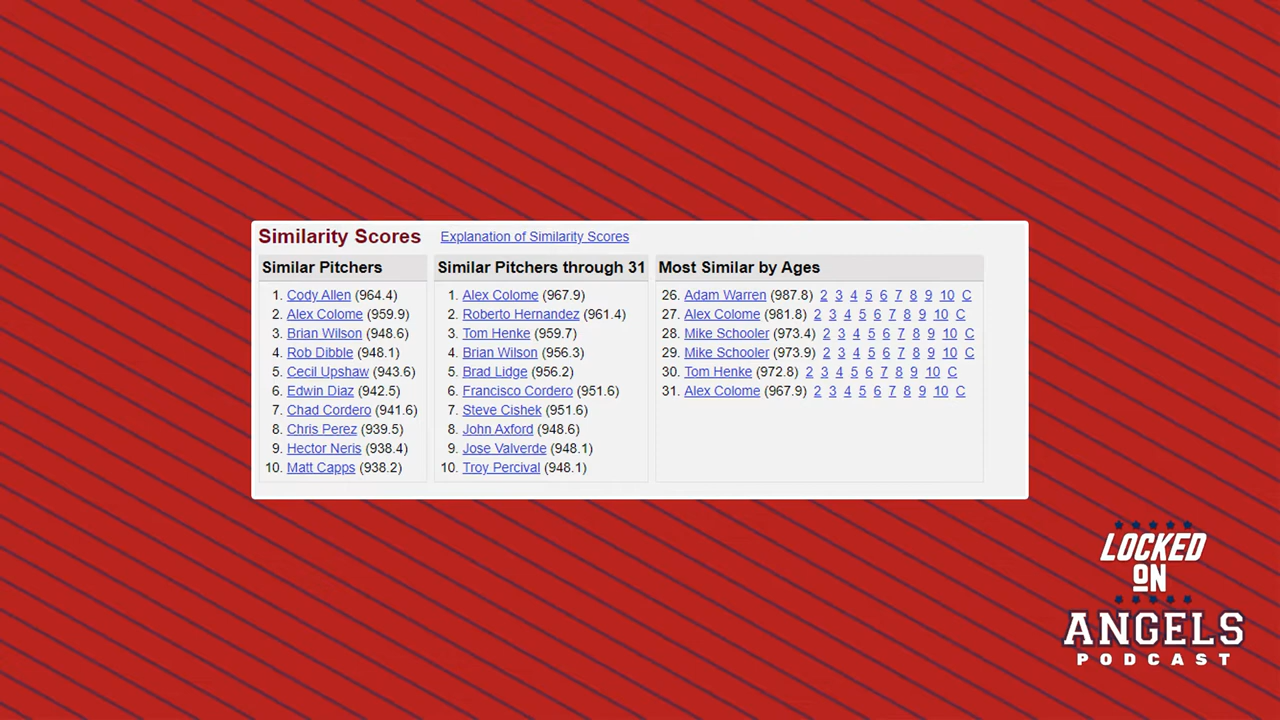 Similarity Scores Explanation of Similarity Scores
Similar Pitchers
1. Cody Allen (964.4)
2. Alex Colome (959.9)
3. Brian Wilson (948.6)
4. Rob Dibble (948.1)
5. Cecil Upshaw (943.6)
6. Edwin Diaz (942.5)
7. Chad Cordero (941.6)
8. Chris Perez (939.5)
9. Hector Neris (938.4)
10. Matt Capps (938.2)
Similar Pitchers through 31
1. Alex Colome (967.9)
2. Roberto Hernandez (961.4)
3. Tom Henke (959.7)
4. Brian Wilson (956.3)
5. Brad Lidge (956.2)
6. Francisco Cordero (951.6)
7. Steve Cishek (951.6)
8. John Axford (948.6)
9. Jose Valverde (948.1)
10. Troy Percival (948.1)
Most Similar by Ages
26. Adam Warren (987.8) 2 3 4 5 6 7 8 9 10 C
27. Alex Colome (981.8) 2 3 4 5 6 7 8 9 10 C
28. Mike Schooler (973.4) 2 3 4 5 6 7 8 9 10 C
29. Mike Schooler (973.9) 2 3 4 5 6 7 8 9 10 C
30. Tom Henke (972.8) 2 3 4 5 6 7 8 9 10 C
31. Alex Colome (967.9) 2 3 4 5 6 7 8 9 10 C
LOCKED
ON
ANGELS
PODCAST